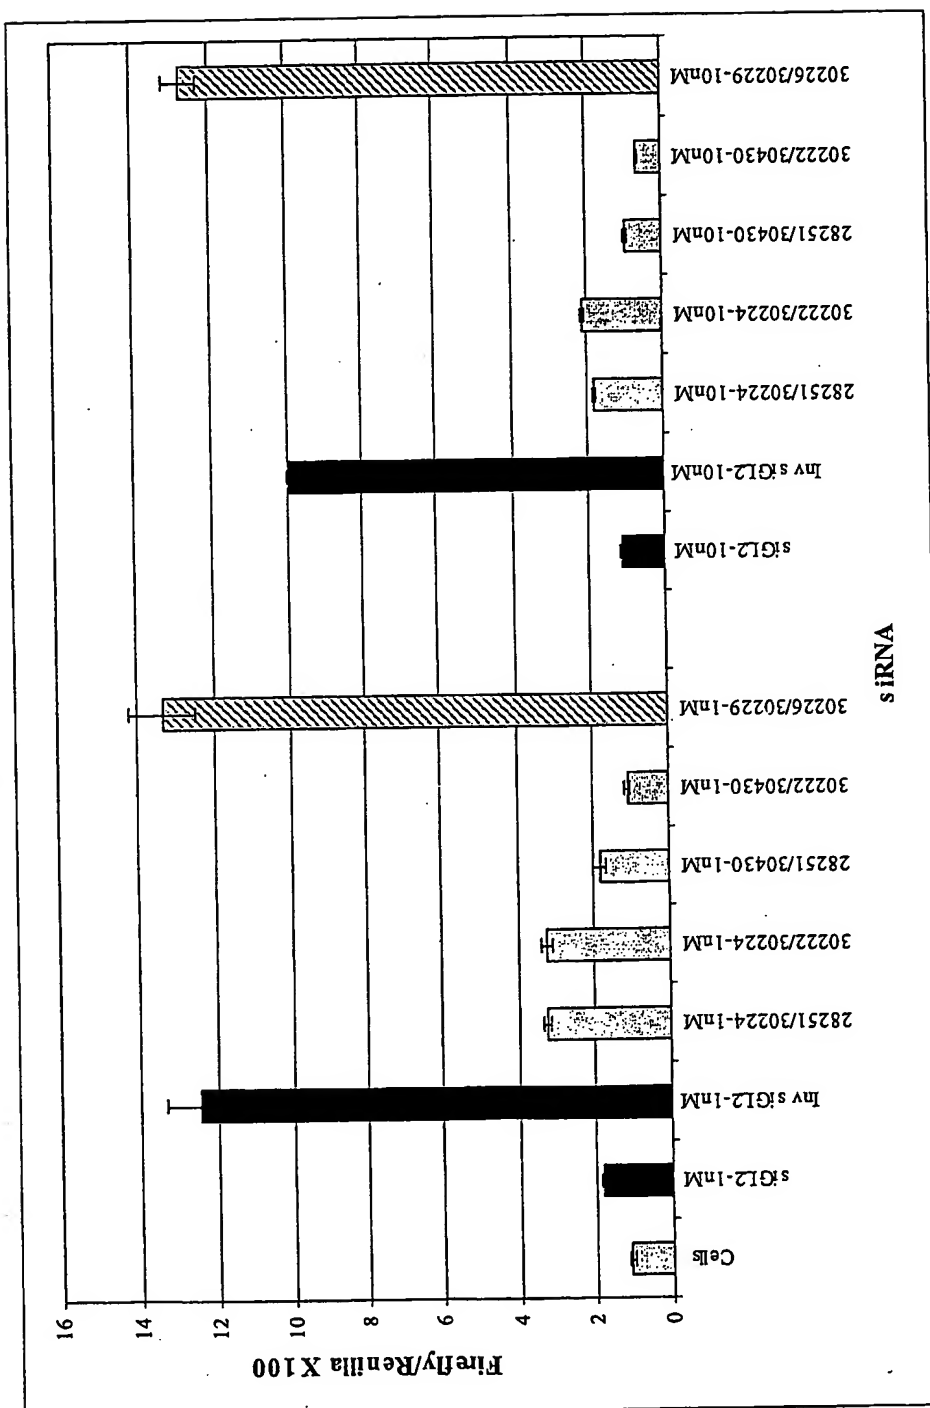 Firefly/Renilla X 100
16
14
12
10
8
6
4
2
0
Cells
siGL2-1nM
Inv siGL2-1nM
28251/30224-1nM
30222/30224-1nM
28251/30430-1nM
30222/30430-1nM
30226/30229-1nM
siGL2-10nM
Inv siGL2-10nM
28251/30224-10nM
30222/30224-10nM
28251/30430-10nM
30222/30430-10nM
30226/30229-10nM
siRNA